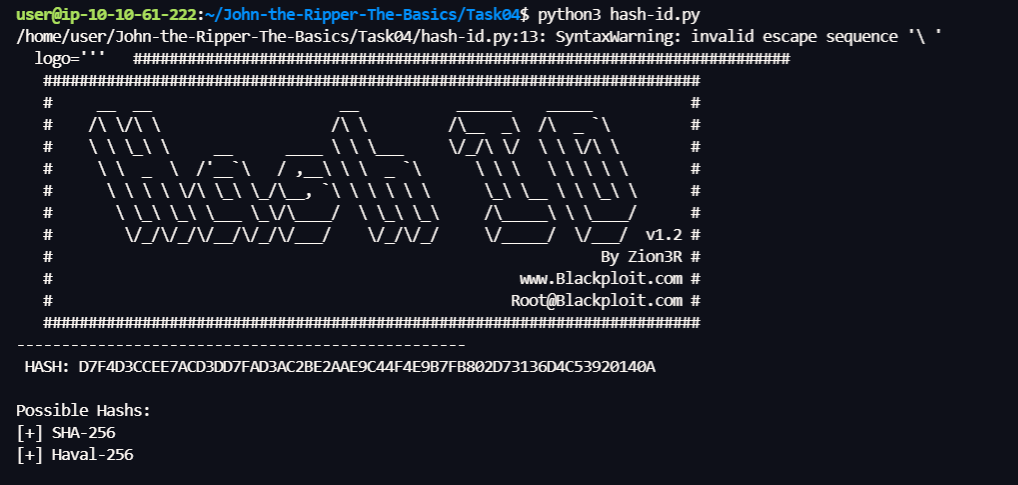 user@ip-10-10-61-222:~/John-the-Ripper-The-Basics/Task04$ python3 hash-id.py
/home/user/John-the-Ripper-The-Basics/Task04/hash-id.py:13: SyntaxWarning: invalid escape sequence '\ '
  logo='''   #########################################################################
   #########################################################################
   #     __  __                     __           ______    _____           #
   #    /\ \/\ \                   /\ \         /\__  _\  /\  _ `\         #
   #    \ \ \_\ \     __      ____ \ \ \___     \/_/\ \/  \ \ \/\ \        #
   #     \ \  _  \  /'__`\   / ,__\ \ \  _ `\      \ \ \   \ \ \ \ \       #
   #      \ \ \ \ \/\ \_\ \_/\__, `\ \ \ \ \ \      \_\ \__ \ \ \_\ \      #
   #       \ \_\ \_\ \___ \_\/\____/  \ \_\ \_\     /\_____\ \ \____/      #
   #        \/_/\/_/\/__/\/_/\/___/    \/_/\/_/     \/_____/  \/___/  v1.2 #
   #                                                             By Zion3R #
   #                                                    www.Blackploit.com #
   #                                                   Root@Blackploit.com #
   #########################################################################
--------------------------------------------------
 HASH: D7F4D3CCEE7ACD3DD7FAD3AC2BE2AAE9C44F4E9B7FB802D73136D4C53920140A
Possible Hashs:
[+] SHA-256
[+] Haval-256